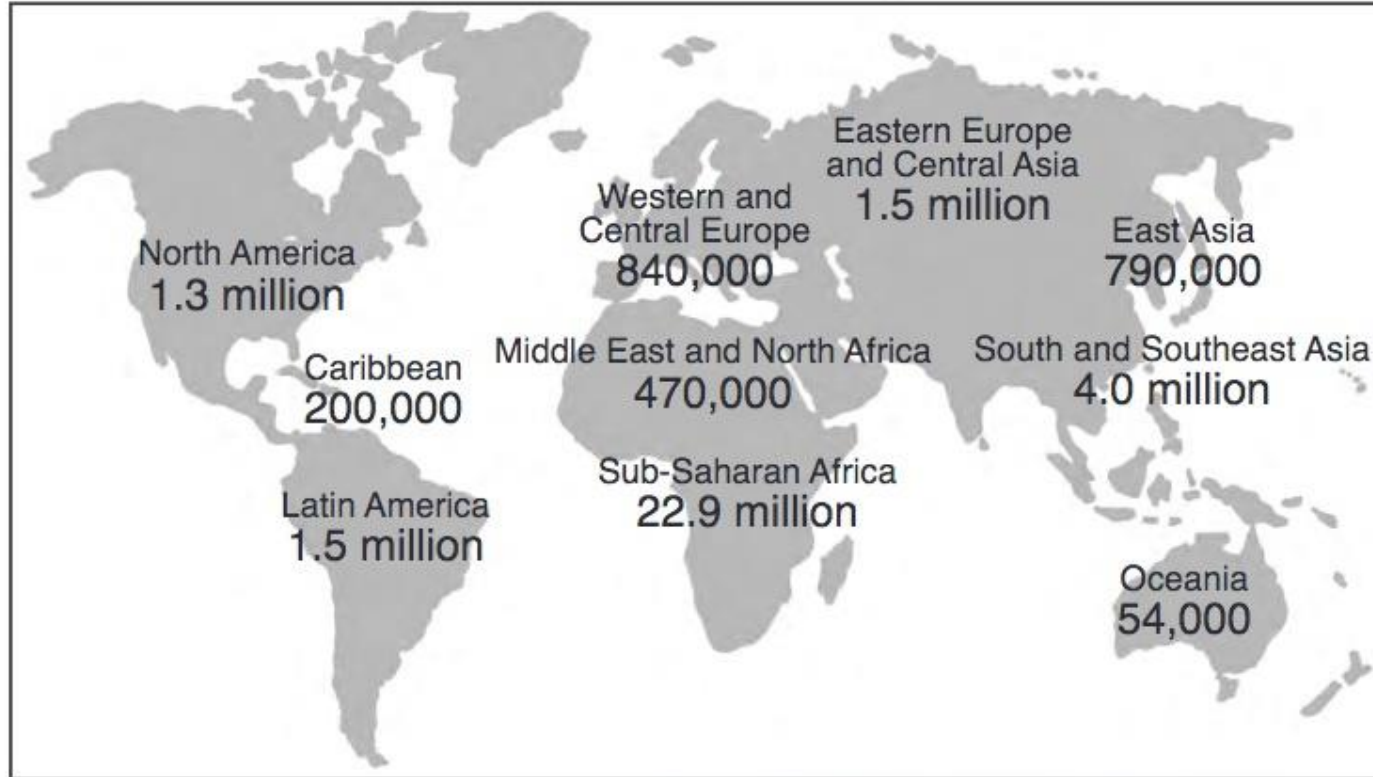 Eastern Europe
and Central Asia
1.5 million
Western and
Central Europe
840,000
East Asia
790,000
North America
1.3 million
Middle East and North Africa
470,000
South and Southeast Asia
4.0 million
Caribbean
200,000
Sub-Saharan Africa
22.9 million
Latin America
1.5 million
Oceania
54,000